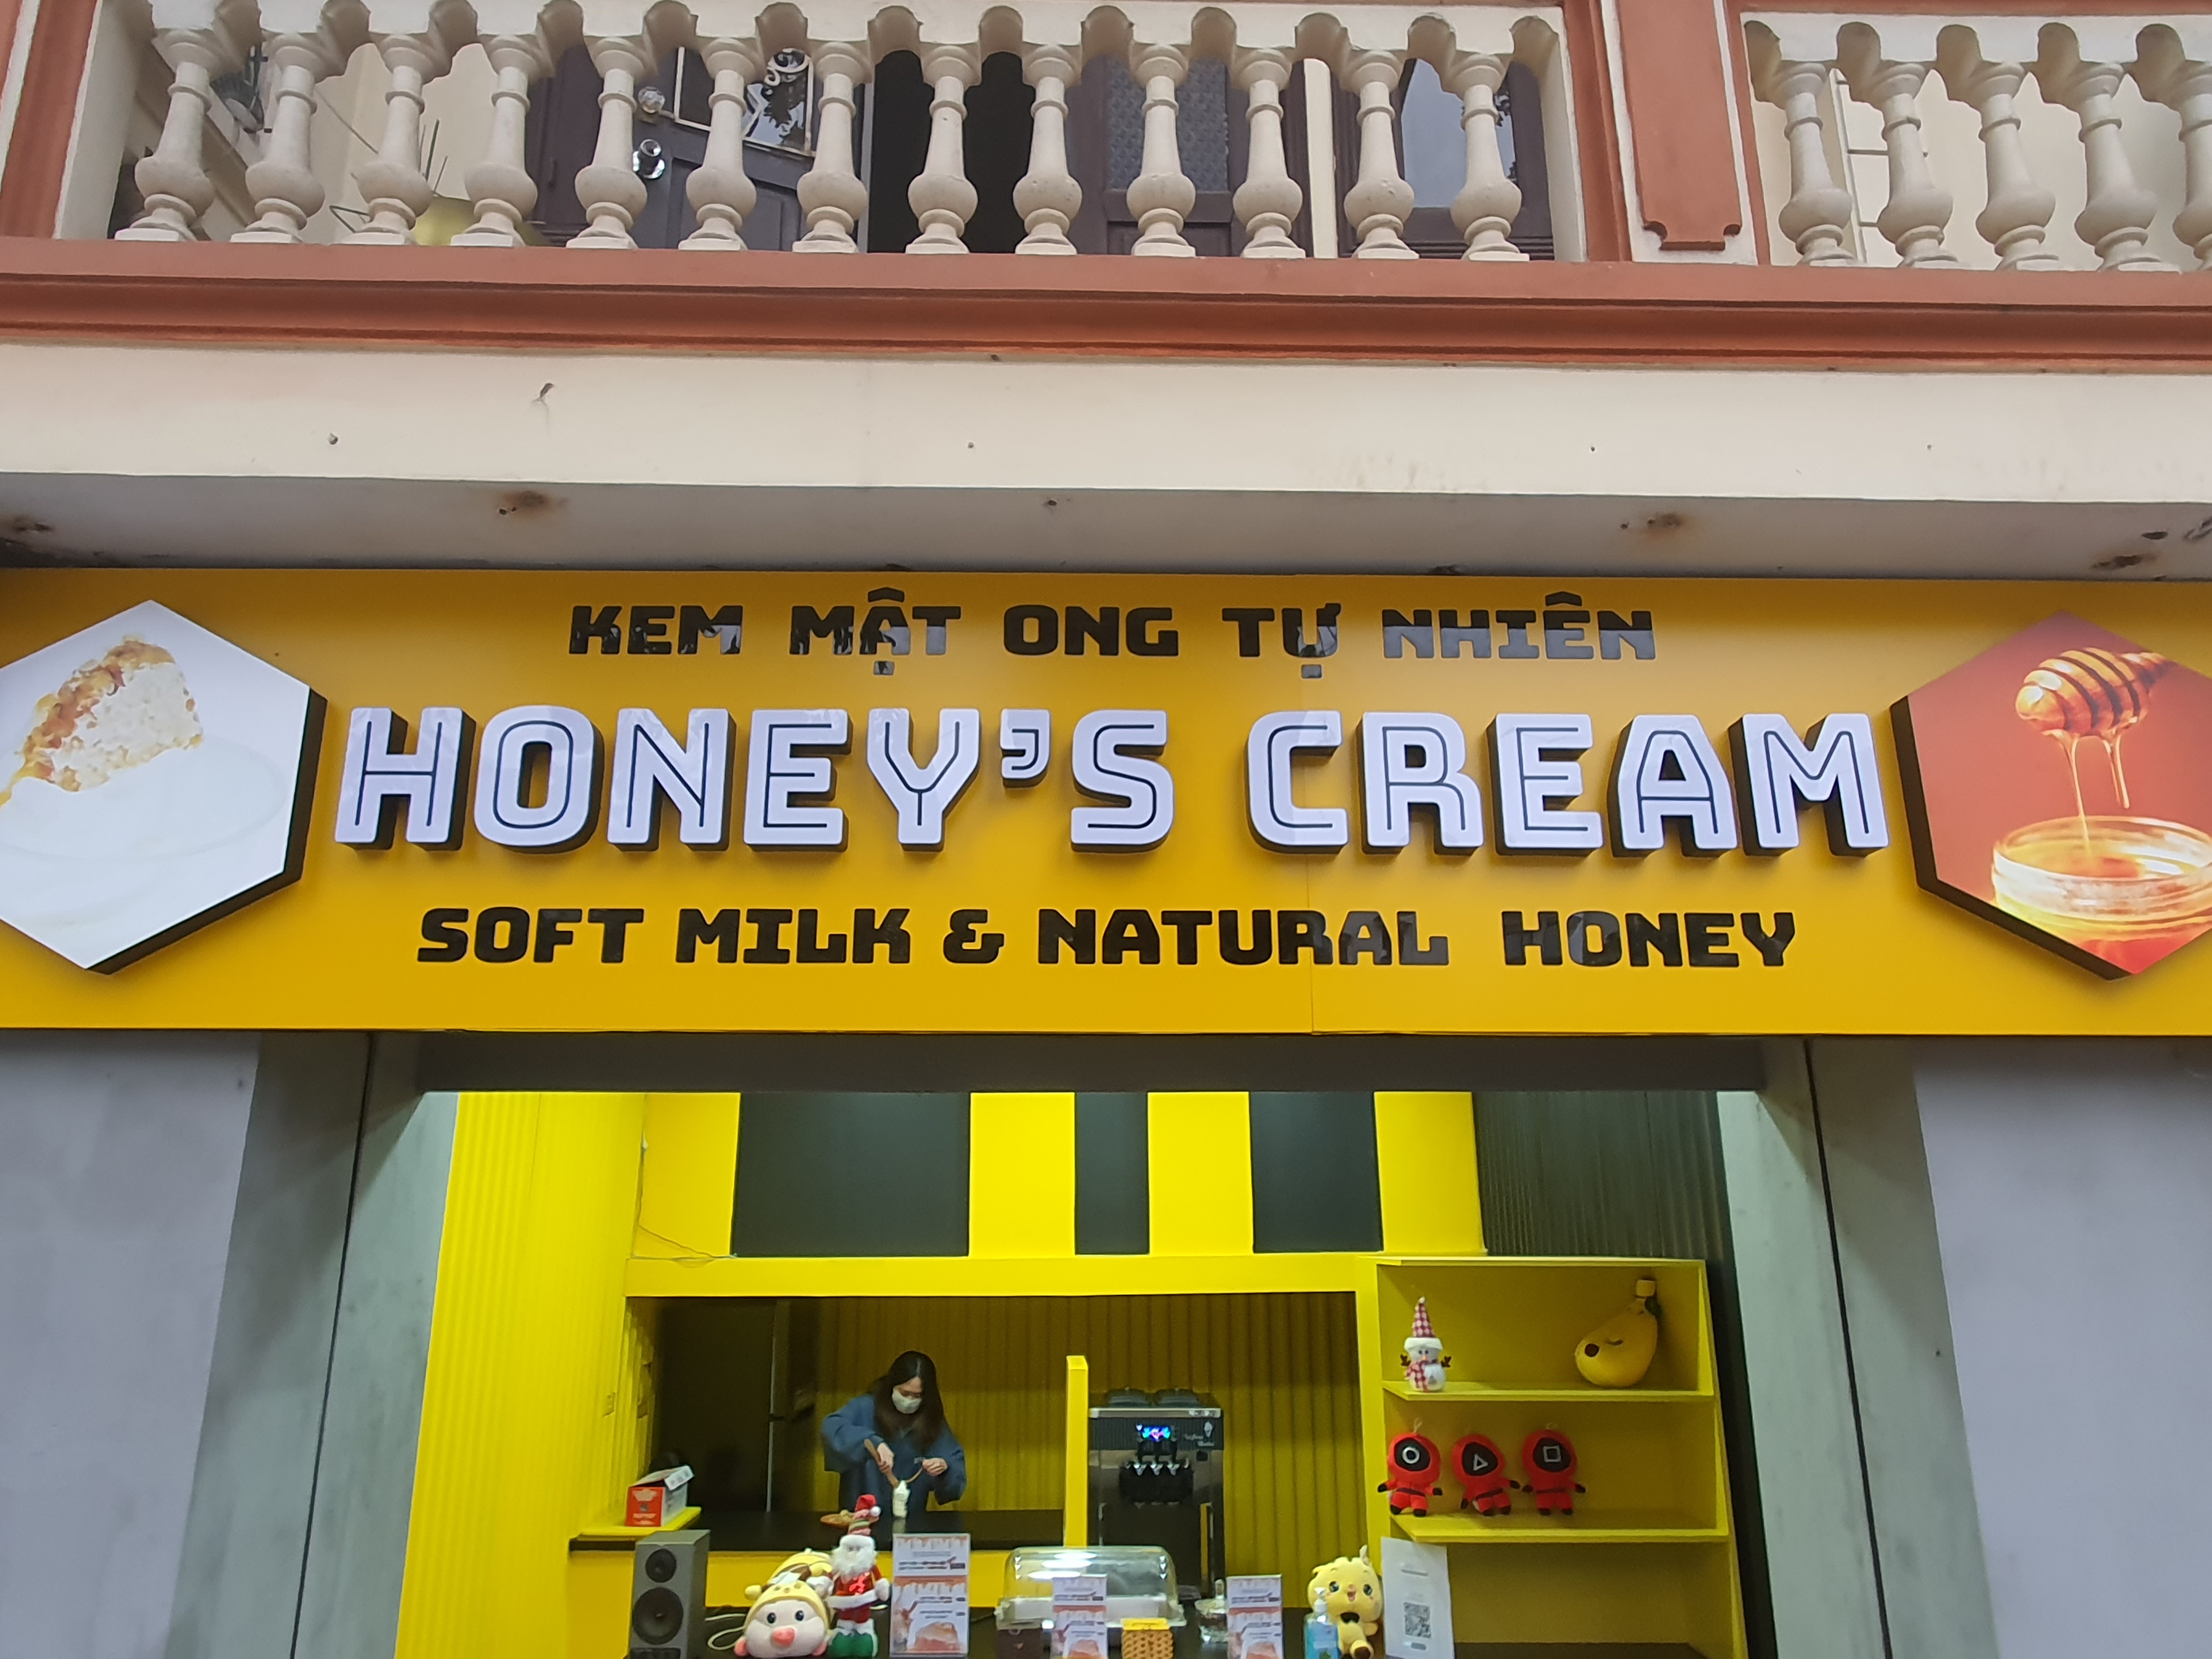 KEM MẬT ONG TỰ NHIÊN
HONEY'S CREAM
SOFT MILK & NATURAL HONEY